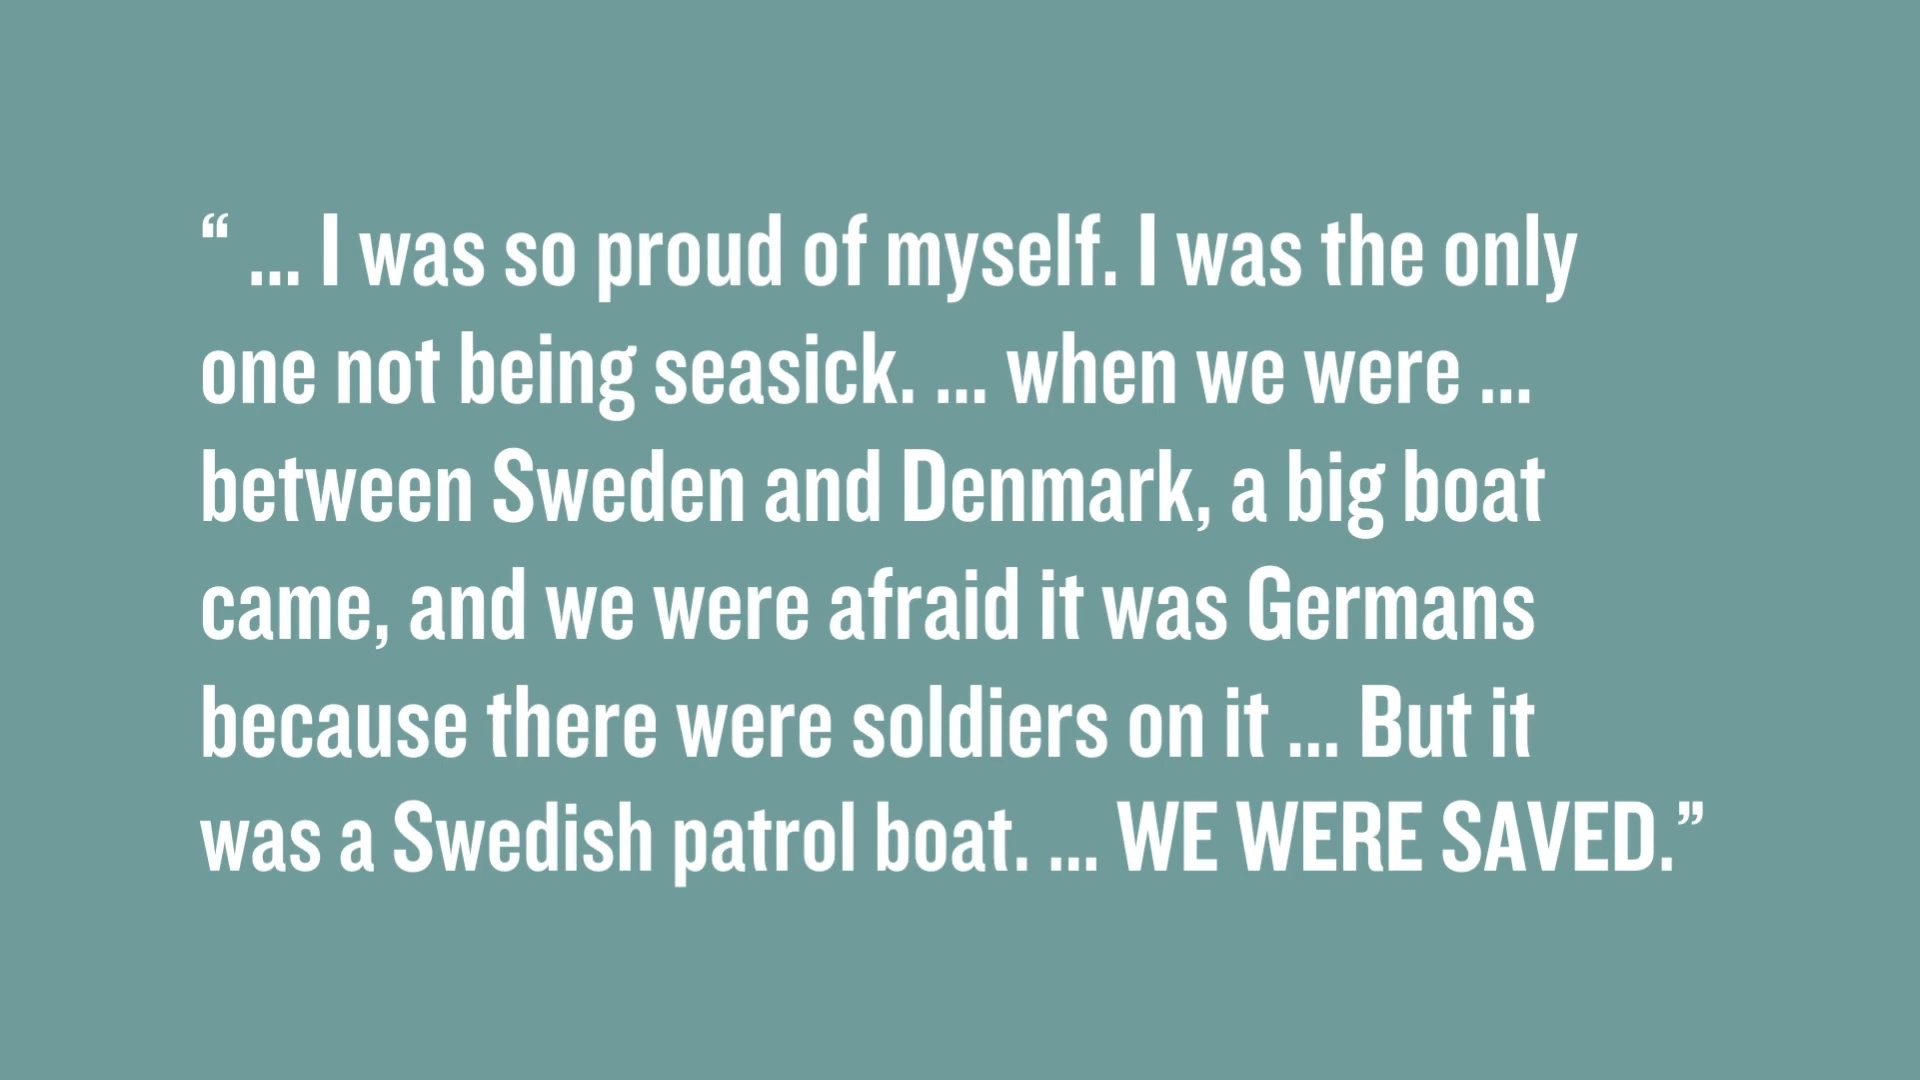 “ ... I was so proud of myself. I was the only
one not being seasick. ... when we were ...
between Sweden and Denmark, a big boat
came, and we were afraid it was Germans
because there were soldiers on it ... But it
was a Swedish patrol boat. ... WE WERE SAVED.”